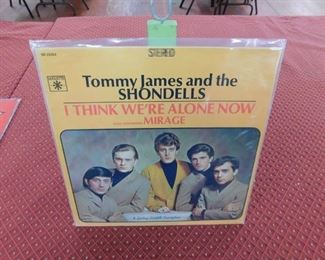 STEREO
Tommy James and the
SHONDELLS
I THINK WE'RE ALONE NOW
MIRAGE